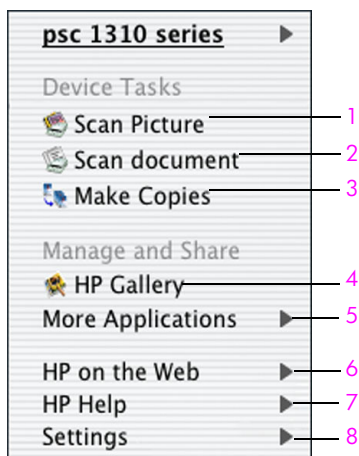 psc 1310 series
Device Tasks
Scan Picture 1
Scan document 2
Make Copies 3
Manage and Share
HP Gallery 4
More Applications 5
HP on the Web 6
HP Help 7
Settings 8